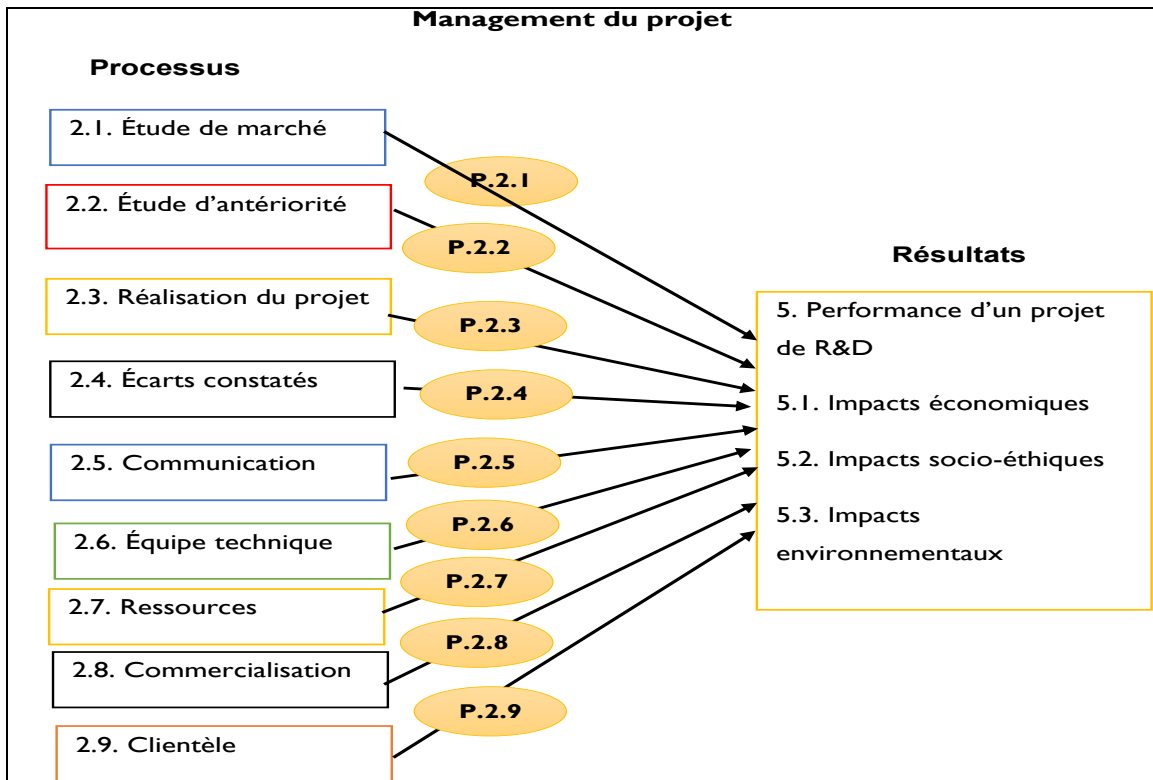 Management du projet
Processus
2.1. Étude de marché
P.2.1
2.2. Étude d’antériorité
P.2.2
Résultats
2.3. Réalisation du projet
P.2.3
5. Performance d’un projet
de R&D
2.4. Écarts constatés
P.2.4
5.1. Impacts économiques
2.5. Communication
P.2.5
5.2. Impacts socio-éthiques
2.6. Équipe technique
P.2.6
5.3. Impacts
environnementaux
2.7. Ressources
P.2.7
2.8. Commercialisation
P.2.8
2.9. Clientèle
P.2.9